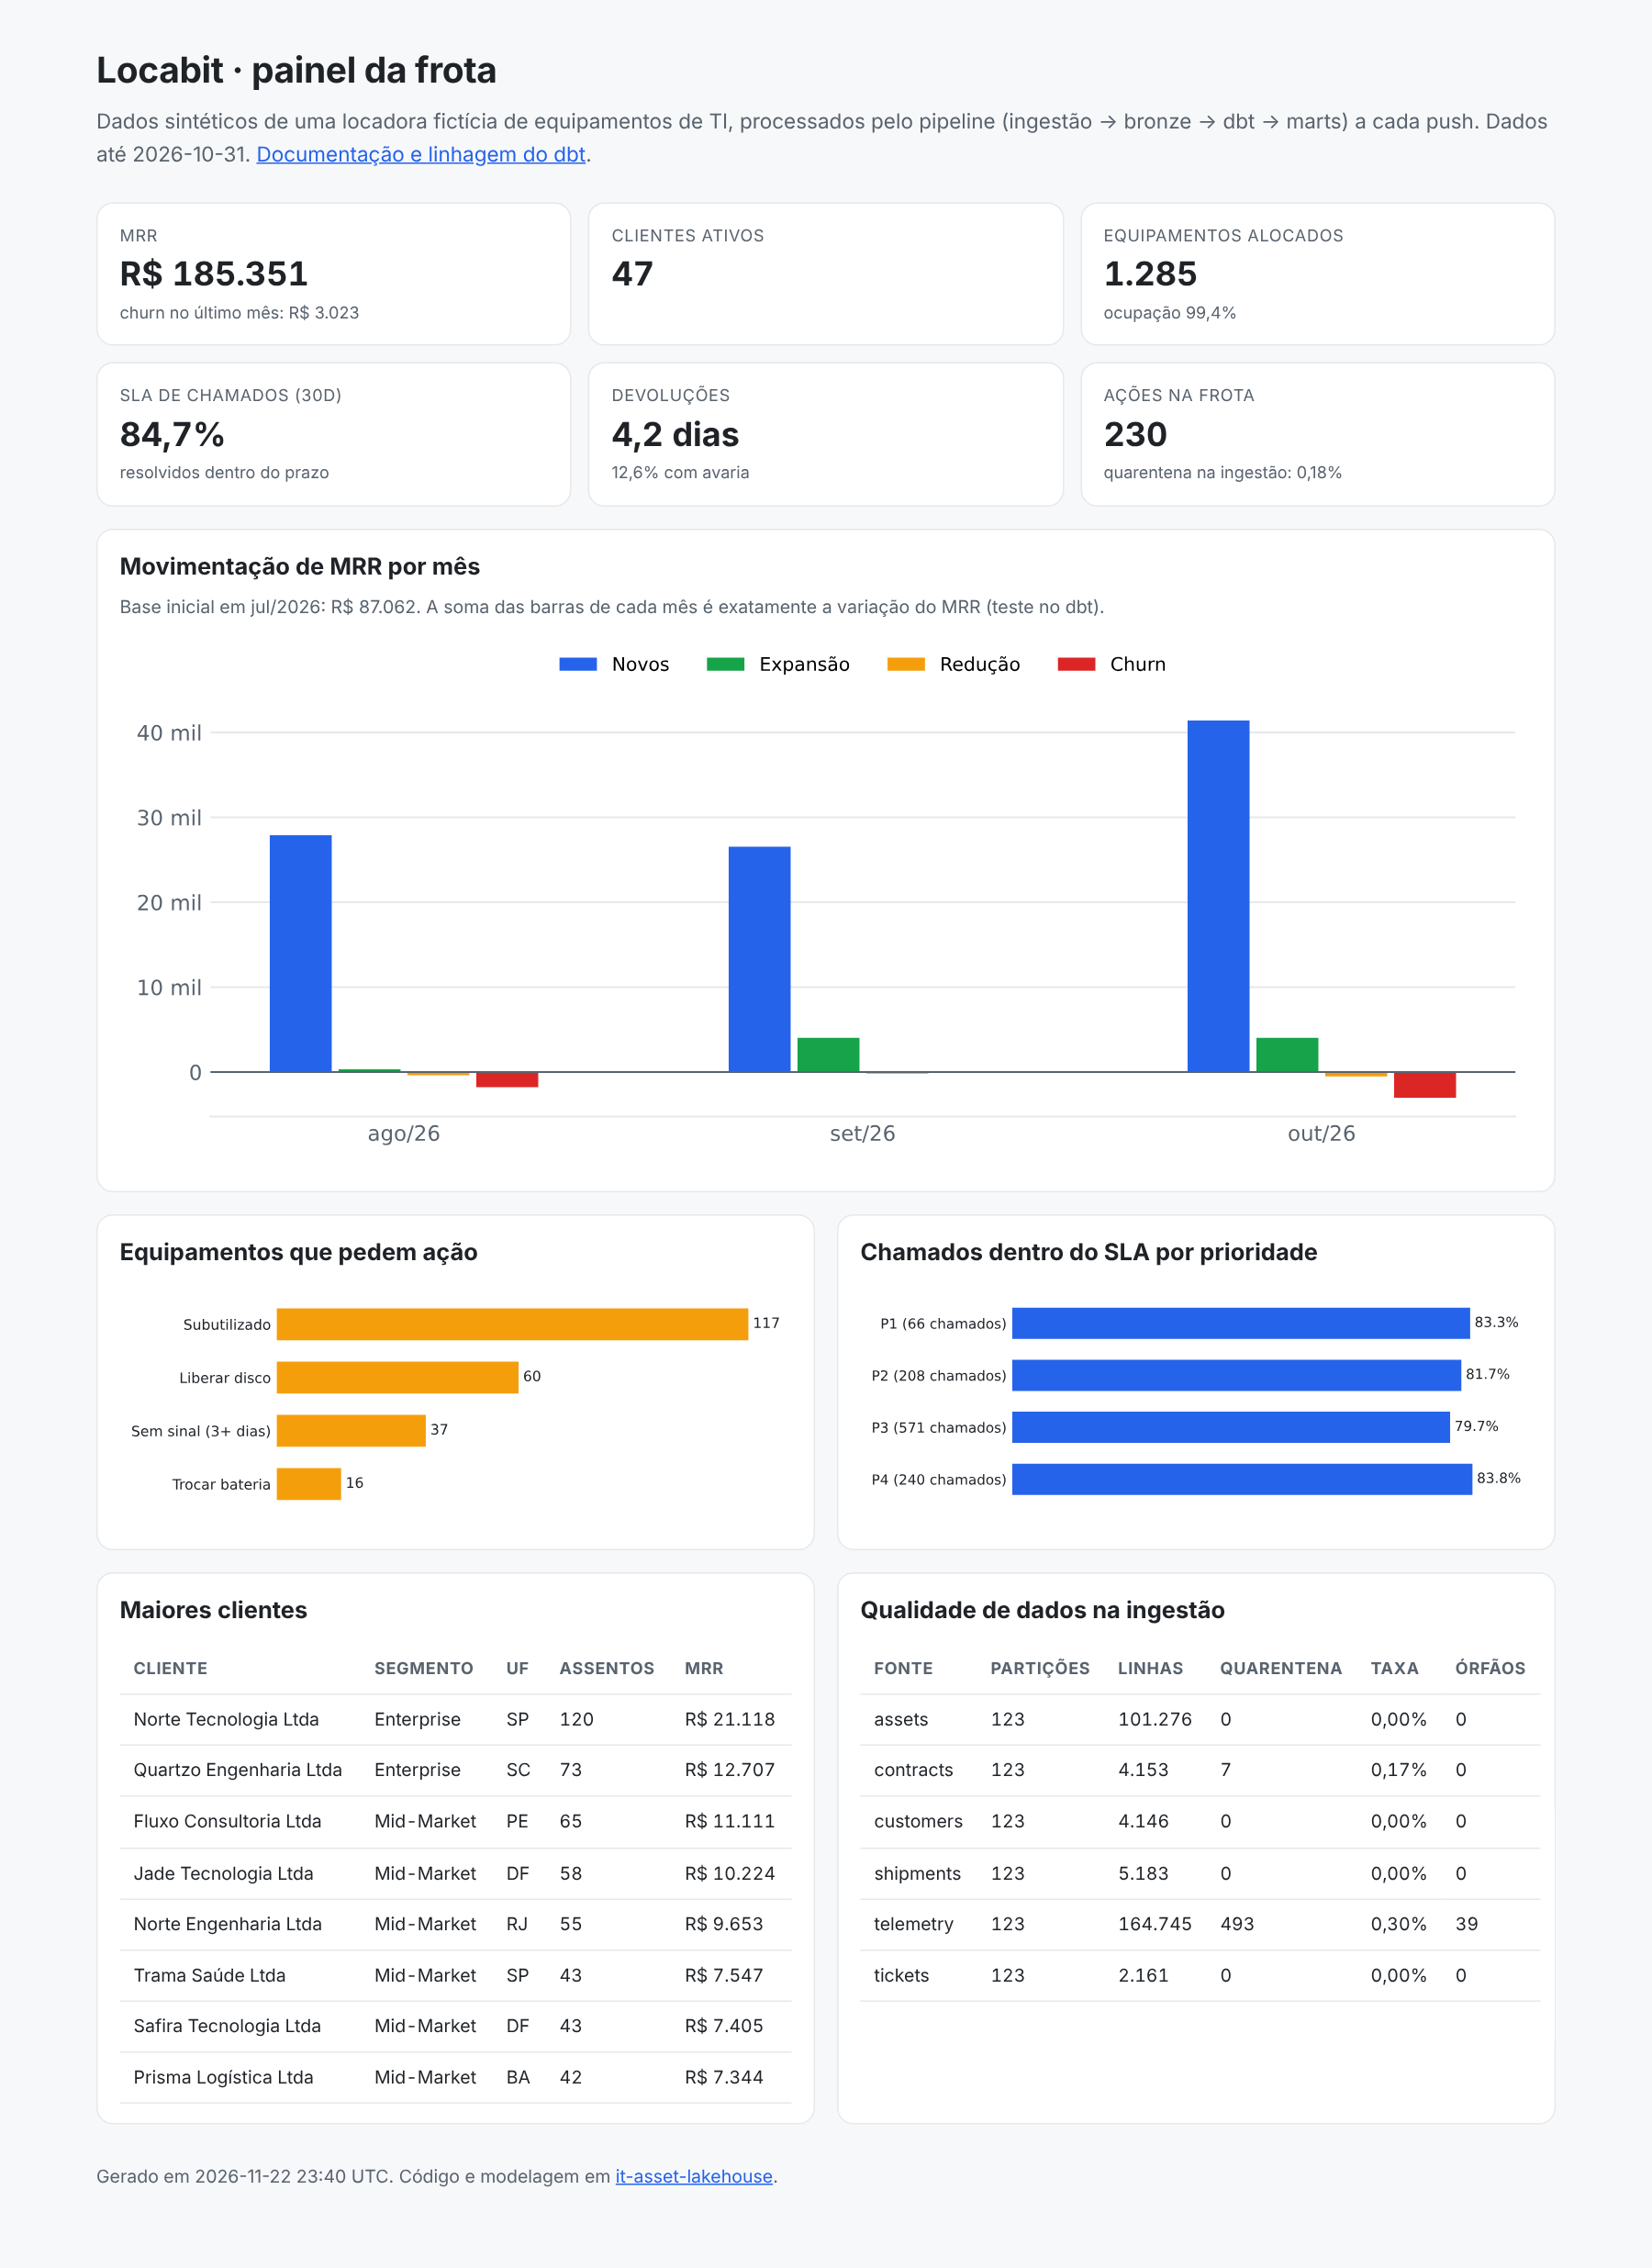 Locabit · painel da frota
Dados sintéticos de uma locadora fictícia de equipamentos de TI, processados pelo pipeline (ingestão → bronze → dbt → marts) a cada push. Dados
até 2026-10-31. Documentação e linhagem do dbt.
MRR
R$ 185.351
churn no último mês: R$ 3.023
CLIENTES ATIVOS
47
EQUIPAMENTOS ALOCADOS
1.285
ocupação 99,4%
SLA DE CHAMADOS (30D)
84,7%
resolvidos dentro do prazo
DEVOLUÇÕES
4,2 dias
12,6% com avaria
AÇÕES NA FROTA
230
quarentena na ingestão: 0,18%
Movimentação de MRR por mês
Base inicial em jul/2026: R$ 87.062. A soma das barras de cada mês é exatamente a variação do MRR (teste no dbt).
Novos Expansão Redução Churn
40 mil
30 mil
20 mil
10 mil
0
ago/26 set/26 out/26
Equipamentos que pedem ação
Subutilizado 117
Liberar disco 60
Sem sinal (3+ dias) 37
Trocar bateria 16
Chamados dentro do SLA por prioridade
P1 (66 chamados) 83.3%
P2 (208 chamados) 81.7%
P3 (571 chamados) 79.7%
P4 (240 chamados) 83.8%
Maiores clientes
CLIENTE SEGMENTO UF ASSENTOS MRR
Norte Tecnologia Ltda Enterprise SP 120 R$ 21.118
Quartzo Engenharia Ltda Enterprise SC 73 R$ 12.707
Fluxo Consultoria Ltda Mid-Market PE 65 R$ 11.111
Jade Tecnologia Ltda Mid-Market DF 58 R$ 10.224
Norte Engenharia Ltda Mid-Market RJ 55 R$ 9.653
Trama Saúde Ltda Mid-Market SP 43 R$ 7.547
Safira Tecnologia Ltda Mid-Market DF 43 R$ 7.405
Prisma Logística Ltda Mid-Market BA 42 R$ 7.344
Qualidade de dados na ingestão
FONTE PARTIÇÕES LINHAS QUARENTENA TAXA ÓRFÃOS
assets 123 101.276 0 0,00% 0
contracts 123 4.153 7 0,17% 0
customers 123 4.146 0 0,00% 0
shipments 123 5.183 0 0,00% 0
telemetry 123 164.745 493 0,30% 39
tickets 123 2.161 0 0,00% 0
Gerado em 2026-11-22 23:40 UTC. Código e modelagem em it-asset-lakehouse.